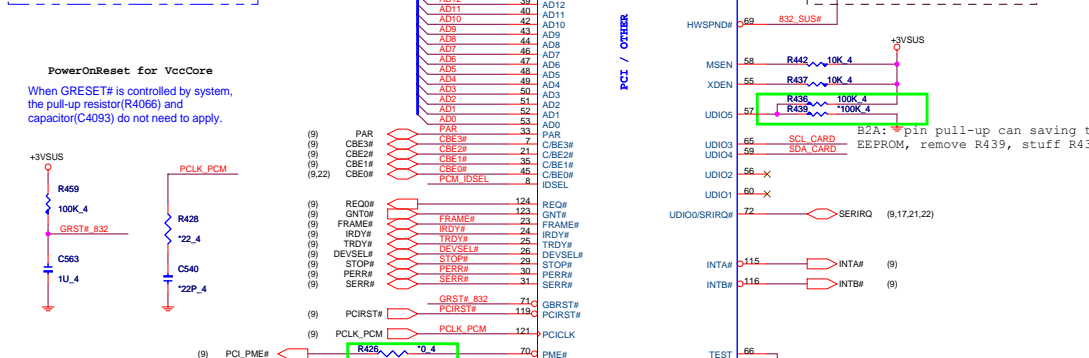 AD12
AD11 40 AD11
AD10 42 AD10
AD9 43 AD9
AD8 44 AD8
AD7 46 AD7
AD6 47 AD6
AD5 48 AD5
AD4 49 AD4
AD3 50 AD3
AD2 51 AD2
AD1 52 AD1
AD0 53 AD0
PowerOnReset for VccCore
When GRESET# is controlled by system,
the pull-up resistor(R4066) and
capacitor(C4093) do not need to apply.
+3VSUS
R459
100K_4
GRST#_832
C563
1U_4
PCLK_PCM
R428
*22_4
C540
*22P_4
(9) PAR PAR 33 PAR
(9) CBE3# CBE3# 7 C/BE3#
(9) CBE2# CBE2# 21 C/BE2#
(9) CBE1# CBE1# 35 C/BE1#
(9,22) CBE0# CBE0# 45 C/BE0#
PCM_IDSEL 8 IDSEL
(9) REQ0# 124 REQ#
(9) GNT0# 123 GNT#
(9) FRAME# FRAME# 23 FRAME#
(9) IRDY# IRDY# 24 IRDY#
(9) TRDY# TRDY# 25 TRDY#
(9) DEVSEL# DEVSEL# 26 DEVSEL#
(9) STOP# STOP# 29 STOP#
(9) PERR# PERR# 30 PERR#
(9) SERR# SERR# 31 SERR#
GRST#_832 71 GBRST#
(9) PCIRST# PCIRST# 119 PCIRST#
(9) PCLK_PCM PCLK_PCM 121 PCICLK
(9) PCI_PME# R426 *0_4 70 PME#
PCI / OTHER
HWSPND# 69 832_SUS#
+3VSUS
MSEN 58 R442 10K_4
XDEN 55 R437 10K_4
R436 100K_4
UDIO5 57 R439 *100K_4
B2A: pin pull-up can saving
EEPROM, remove R439, stuff
UDIO3 65 SCL_CARD
UDIO4 59 SDA_CARD
UDIO2 56
UDIO1 60
UDIO0/SRIRQ# 72 SERIRQ (9,17,21,22)
INTA# 115 INTA# (9)
INTB# 116 INTB# (9)
TEST 66